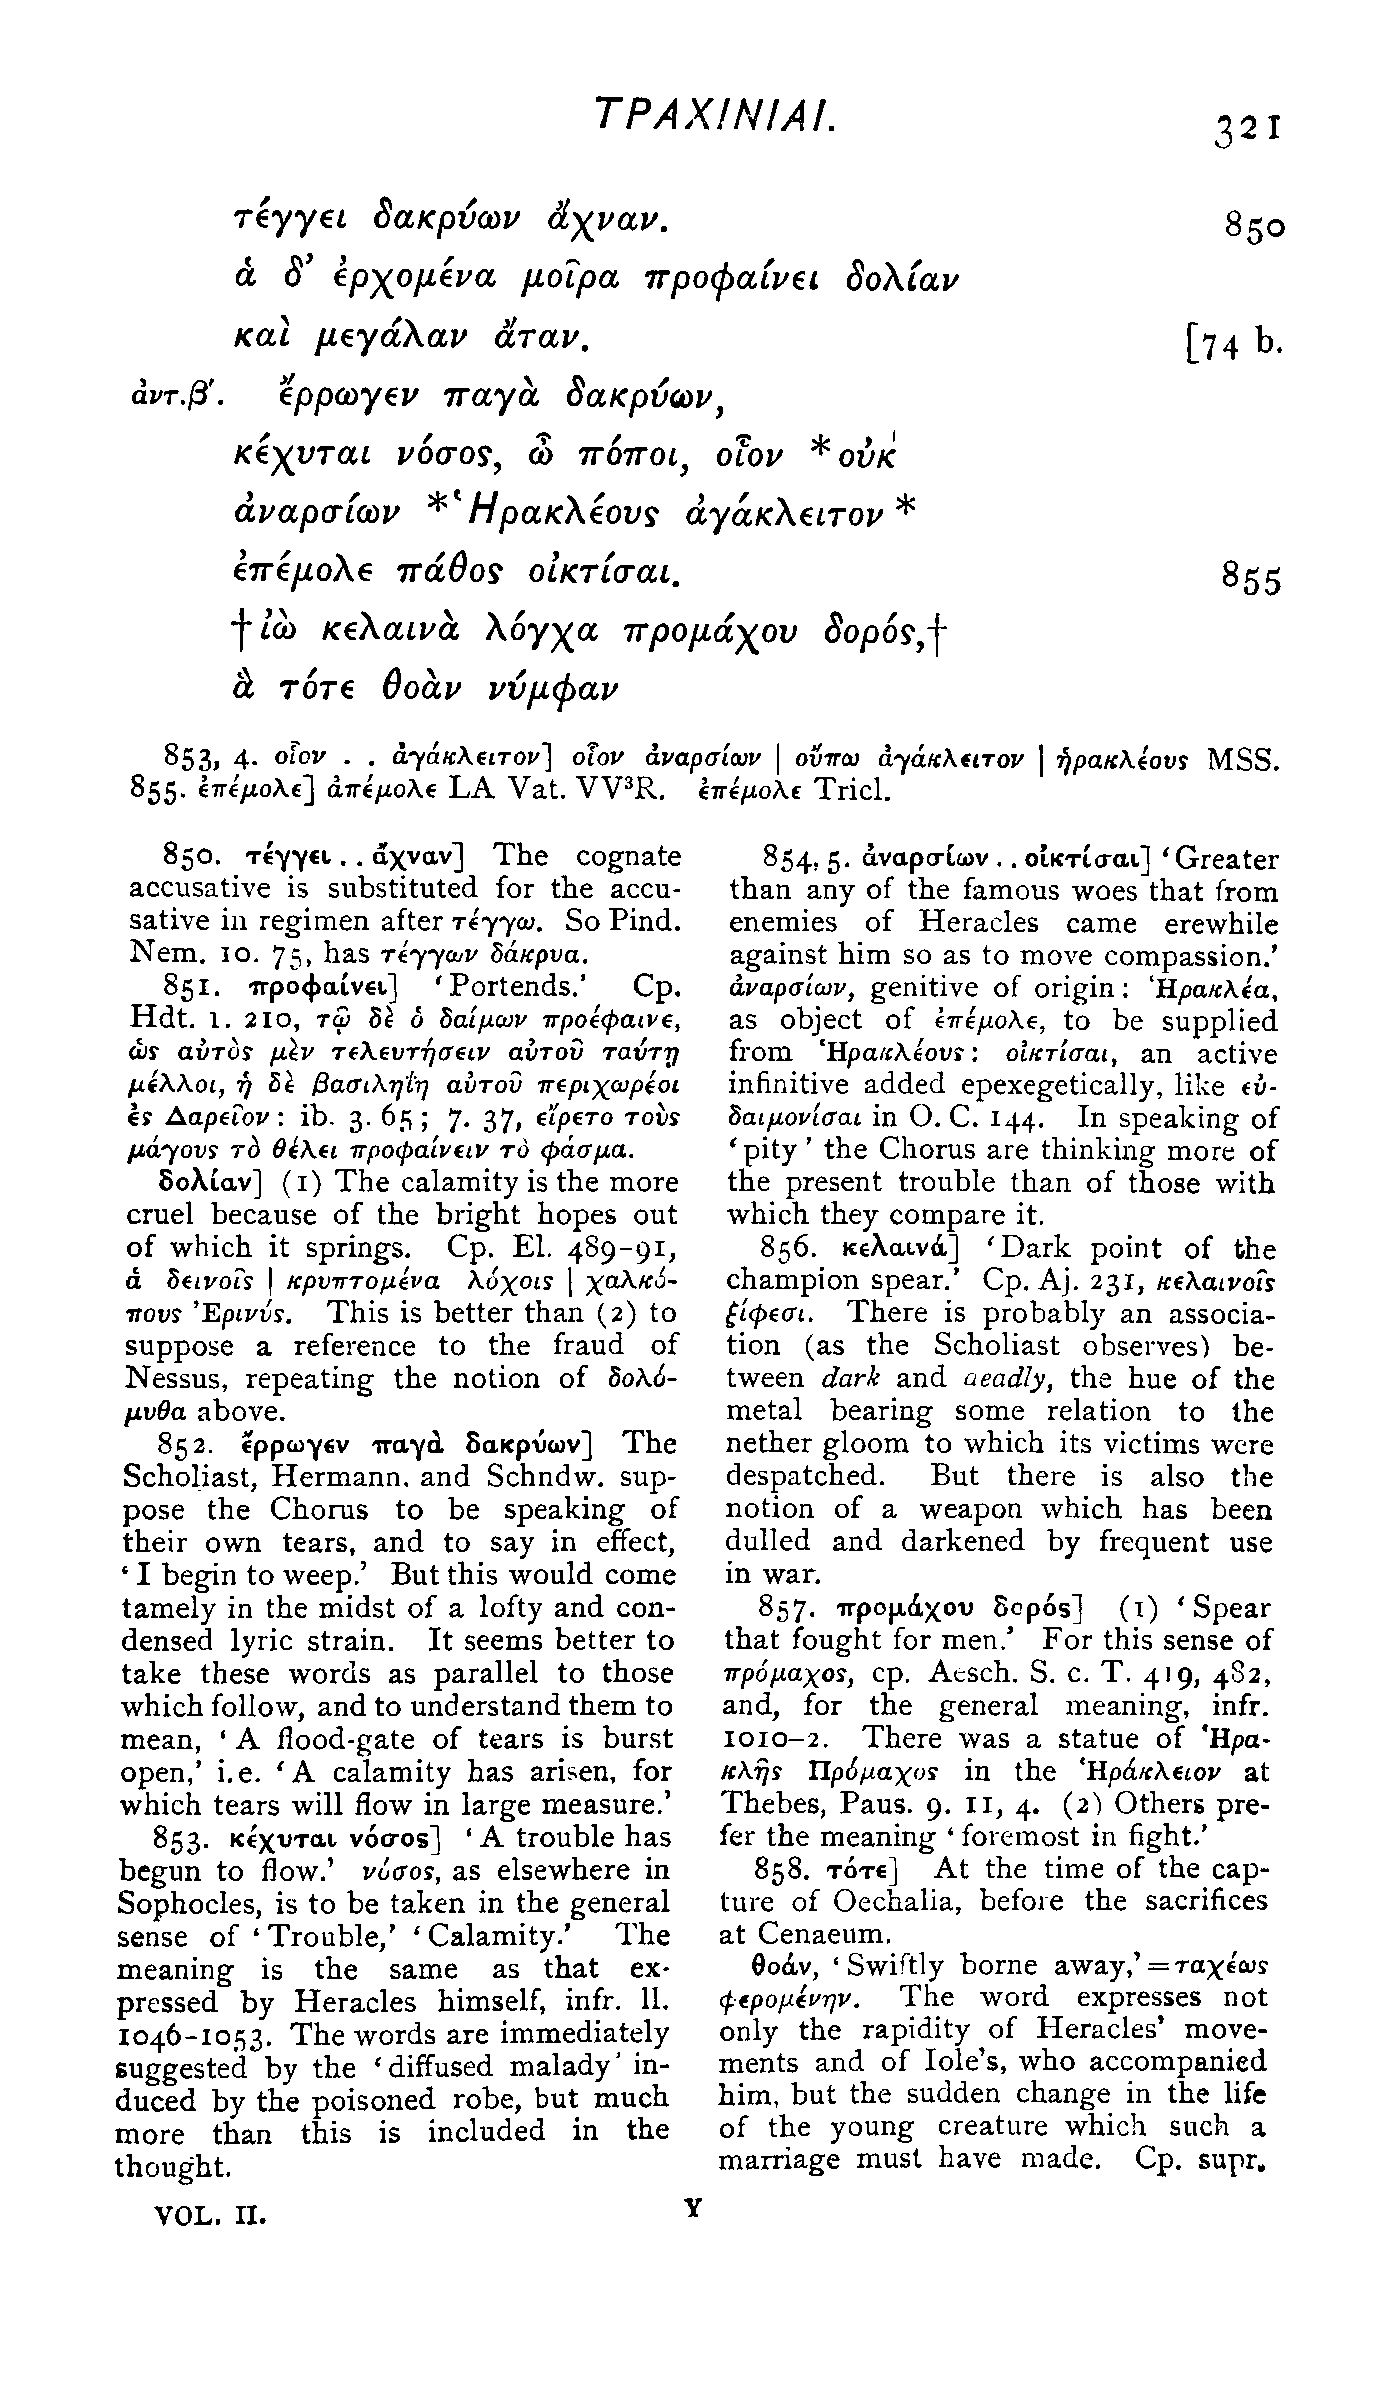 ΤΡΑΧΙΝΙΑΙ.
321
τέγγει δακρύων ἄχναν. 850
ἁ δ’ ἐρχομένα μοῖρα προφαίνει δολίαν
καὶ μεγάλαν ἄταν. [74 b.
ἀντ.β'. ἔρρωγεν παγὰ δακρύων,
κέχυται νόσος, ὦ πόποι, οἷον *οὐκ
ἀναρσίων *Ἡρακλέους ἀγάκλειτον *
ἐπέμολε πάθος οἰκτίσαι. 855
†ἰὼ κελαινὰ λόγχα προμάχου δορός,†
ἃ τότε θοὰν νύμφαν
853, 4. οἷον . . ἀγάκλειτον] οἷον ἀναρσίων | οὔπω ἀγάκλειτον | ἡρακλέους MSS.
855. ἐπέμολε] ἀπέμολε LA Vat. VV³R. ἐπέμολε Tricl.
850. τέγγει . . ἄχναν] The cognate
accusative is substituted for the accu-
sative in regimen after τέγγω. So Pind.
Nem. 10. 75, has τέγγων δάκρυα.
851. προφαίνει] ‘Portends.’ Cp.
Hdt. 1. 210, τῷ δὲ ὁ δαίμων προέφαινε,
ὡς αὐτὸς μὲν τελευτήσειν αὐτοῦ ταύτῃ
μέλλοι, ἡ δὲ βασιληΐη αὐτοῦ περιχωρέοι
ἐς Δαρεῖον: ib. 3. 65; 7. 37, εἴρετο τοὺς
μάγους τὸ θέλει προφαίνειν τὸ φάσμα.
δολίαν] (1) The calamity is the more
cruel because of the bright hopes out
of which it springs. Cp. El. 489-91,
ἁ δεινοῖς | κρυπτομένα λόχοις | χαλκό-
πους Ἐρινύς. This is better than (2) to
suppose a reference to the fraud of
Nessus, repeating the notion of δολό-
μυθα above.
852. ἔρρωγεν παγὰ δακρύων] The
Scholiast, Hermann, and Schndw. sup-
pose the Chorus to be speaking of
their own tears, and to say in effect,
‘I begin to weep.’ But this would come
tamely in the midst of a lofty and con-
densed lyric strain. It seems better to
take these words as parallel to those
which follow, and to understand them to
mean, ‘A flood-gate of tears is burst
open,’ i.e. ‘A calamity has arisen, for
which tears will flow in large measure.’
853. κέχυται νόσος] ‘A trouble has
begun to flow.’ νόσος, as elsewhere in
Sophocles, is to be taken in the general
sense of ‘Trouble,’ ‘Calamity.’ The
meaning is the same as that ex-
pressed by Heracles himself, infr. ll.
1046-1053. The words are immediately
suggested by the ‘diffused malady’ in-
duced by the poisoned robe, but much
more than this is included in the
thought.
854, 5. ἀναρσίων . . οἰκτίσαι] ‘Greater
than any of the famous woes that from
enemies of Heracles came erewhile
against him so as to move compassion.’
ἀναρσίων, genitive of origin: Ἡρακλέα,
as object of ἐπέμολε, to be supplied
from Ἡρακλέους: οἰκτίσαι, an active
infinitive added epexegetically, like εὐ-
δαιμονίσαι in O. C. 144. In speaking of
‘pity’ the Chorus are thinking more of
the present trouble than of those with
which they compare it.
856. κελαινά] ‘Dark point of the
champion spear.’ Cp. Aj. 231, κελαινοῖς
ξίφεσι. There is probably an associa-
tion (as the Scholiast observes) be-
tween dark and deadly, the hue of the
metal bearing some relation to the
nether gloom to which its victims were
despatched. But there is also the
notion of a weapon which has been
dulled and darkened by frequent use
in war.
857. προμάχου δορός] (1) ‘Spear
that fought for men.’ For this sense of
πρόμαχος, cp. Aesch. S. c. T. 419, 482,
and, for the general meaning, infr.
1010-2. There was a statue of Ἡρα-
κλῆς Πρόμαχος in the Ἡράκλειον at
Thebes, Paus. 9. 11, 4. (2) Others pre-
fer the meaning ‘foremost in fight.’
858. τότε] At the time of the cap-
ture of Oechalia, before the sacrifices
at Cenaeum.
θοάν, ‘Swiftly borne away,’=ταχέως
φερομένην. The word expresses not
only the rapidity of Heracles’ move-
ments and of Iole’s, who accompanied
him, but the sudden change in the life
of the young creature which such a
marriage must have made. Cp. supr.
VOL. II.
Y